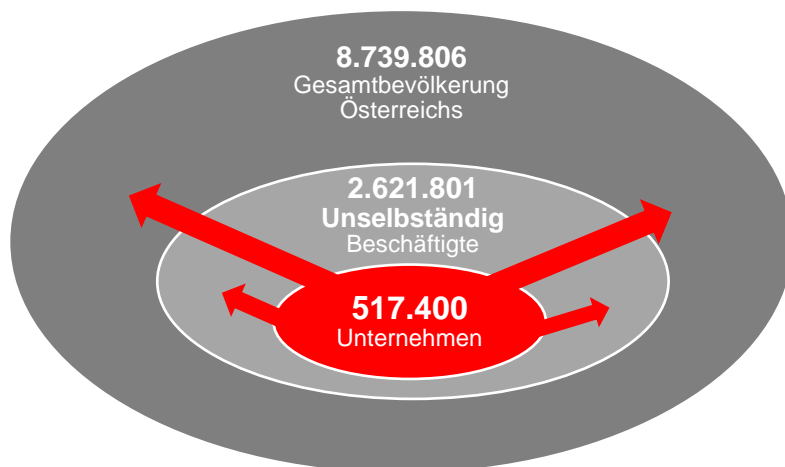 8.739.806
Gesamtbevölkerung
Österreichs
2.621.801
Unselbständig
Beschäftigte
517.400
Unternehmen